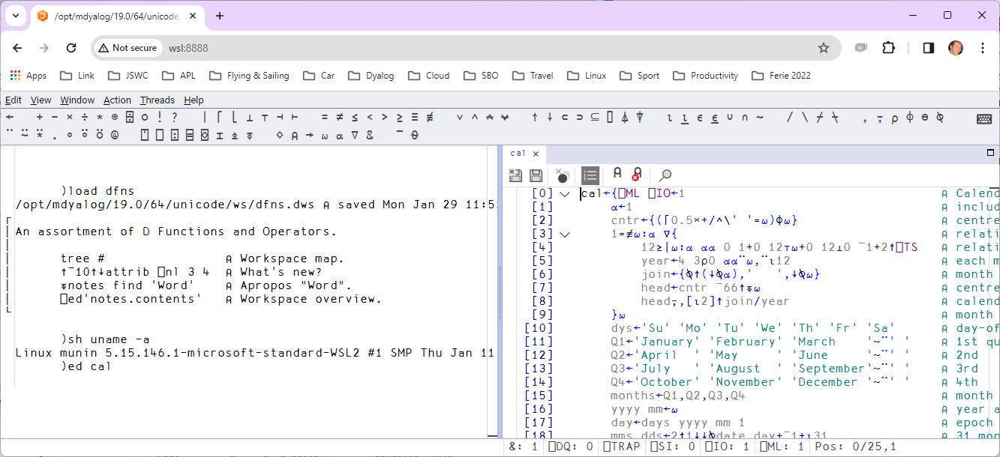 /opt/mdyalog/19.0/64/unicode
Not secure wsl:8888
Apps Link JSWC APL Flying & Sailing Car Dyalog Cloud SBO Travel Linux Sport Productivity Ferie 2022
Edit View Window Action Threads Help
← + - × ÷ * ⍟ ⌹ ○ ! ? | ⌈ ⌊ ⊥ ⊤ ⊣ ⊢ = ≠ ≤ < > ≥ ≡ ≢ ∨ ∧ ⍲ ⍱ ↑ ↓ ⊂ ⊃ ⊆ ⌷ ⍋ ⍒ ⍳ ⍸ ∊ ⍷ ∪ ∩ ~ / \ ⌿ ⍀ , ⍪ ⍴ ⌽ ⊖ ⍉
¨ ⍨ ⍣ . ∘ ⍤ ⍥ @ ⍞ ⎕ ⍠ ⌸ ⌺ ⌶ ⍎ ⍕ ⋄ ⍝ → ⍵ ⍺ ∇ & ¯ ⍬
)load dfns
/opt/mdyalog/19.0/64/unicode/ws/dfns.dws ⍝ saved Mon Jan 29 11:5
An assortment of D Functions and Operators.
tree # ⍝ Workspace map.
↑¯10↑↓attrib ⎕nl 3 4 ⍝ What's new?
⍕notes find 'Word' ⍝ Apropos "Word".
⎕ed'notes.contents' ⍝ Workspace overview.
)sh uname -a
Linux munin 5.15.146.1-microsoft-standard-WSL2 #1 SMP Thu Jan 11
)ed cal
cal
[0] cal←{⎕ML ⎕IO←1 ⍝ Calend
[1] ⍺←1 ⍝ includ
[2] cntr←{(⌈0.5×+/∧\' '=⍵)⌽⍵} ⍝ centre
[3] 1=≢⍵:⍺ ∇{ ⍝ relati
[4] 12≥|⍵:⍺ ⍺⍺ 0 1+0 12⊤⍵+0 12⊥0 ¯1+2↑⎕TS ⍝ relati
[5] year←4 3⍴0 ⍺⍺¨⍵,¨⍳12 ⍝ each m
[6] join←{⍉↑(↓⍉⍺),' ',↓⍉⍵} ⍝ month
[7] head←cntr ¯66↑⍕⍵ ⍝ centre
[8] head⍪,[⍳2]↑join/year ⍝ calend
[9] }⍵ ⍝ month
[10] dys←'Su' 'Mo' 'Tu' 'We' 'Th' 'Fr' 'Sa' ⍝ day-of
[11] Q1←'January' 'February' 'March '~¨' ' ⍝ 1st qu
[12] Q2←'April ' 'May ' 'June '~¨' ' ⍝ 2nd
[13] Q3←'July ' 'August ' 'September'~¨' ' ⍝ 3rd
[14] Q4←'October' 'November' 'December '~¨' ' ⍝ 4th
[15] months←Q1,Q2,Q3,Q4 ⍝ month
[16] yyyy mm←⍵ ⍝ year a
[17] day←days yyyy mm 1 ⍝ epoch
[18] mms dds←2↑1↓↓⍉date day+¯1+⍳31 ⍝ 31 mon
&: 1 ⎕DQ: 0 ⎕TRAP ⎕SI: 0 ⎕IO: 1 ⎕ML: 1 Pos: 0/25,1